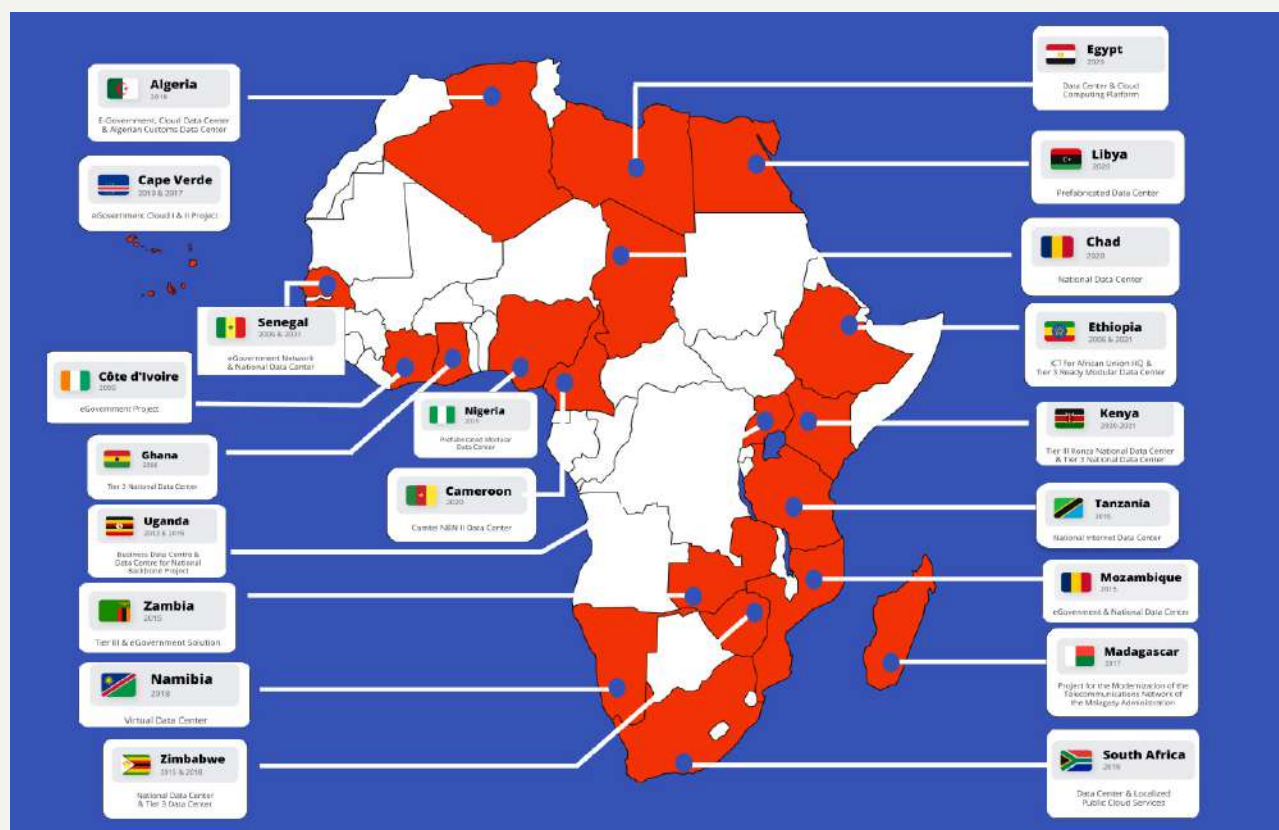 Algeria
2018
E-Government, Cloud Data Center
& Algerian Customs Data Center
Cape Verde
2010 & 2017
eGovernment Cloud I & II Project
Senegal
2006 & 2021
eGovernment Network
& National Data Center
Côte d'Ivoire
eGovernment Project
Ghana
Tier 3 National Data Center
Uganda
2012 & 2019
Business Data Centre &
Data Centre for National
Backbone Project
Zambia
2015
Tier III & eGovernment Solution
Namibia
2018
Virtual Data Center
Zimbabwe
2015 & 2018
National Data Center
& Tier 3 Data Center
Nigeria
Prefabricated Modular
Data Center
Cameroon
2020
Camtel NBN II Data Center
Egypt
2023
Data Center & Cloud
Computing Platform
Libya
2020
Prefabricated Data Center
Chad
2020
National Data Center
Ethiopia
2006 & 2021
ICT for African Union HQ &
Tier 3 Ready Modular Data Center
Kenya
2020-2021
Tier III Konza National Data Center
& Tier 3 National Data Center
Tanzania
National Internet Data Center
Mozambique
2015
eGovernment & National Data Center
Madagascar
2017
Project for the Modernization of the
Telecommunications Network of
the Malagasy Administration
South Africa
2019
Data Center & Localized
Public Cloud Services